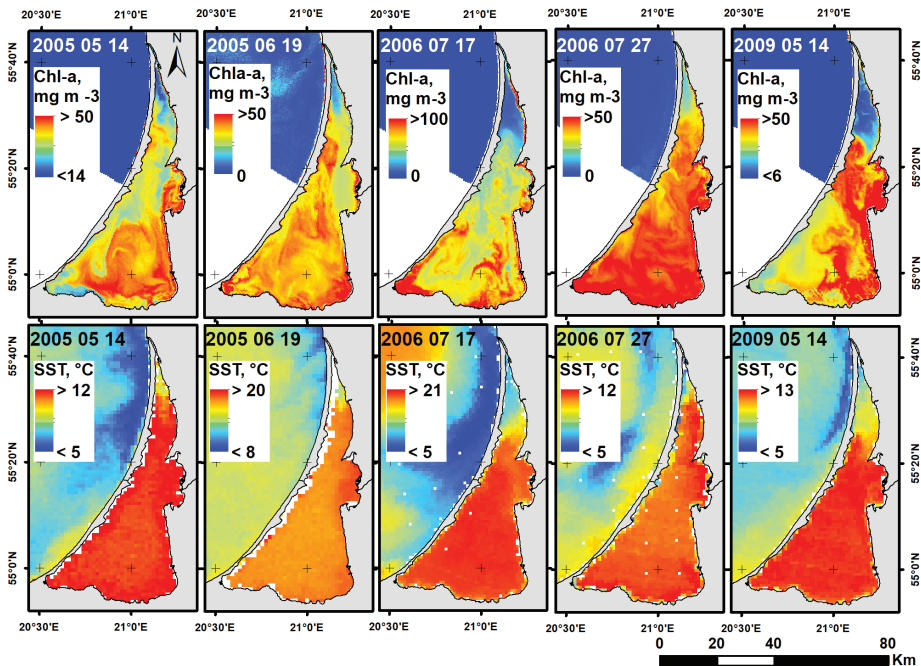 20°30'E 21°0'E 20°30'E 21°0'E 20°30'E 21°0'E 20°30'E 21°0'E 20°30'E 21°0'E
2005 05 14
N
Chl-a,
mg m -3
> 50
<14
2005 06 19
Chla-a,
mg m -3
>50
0
2006 07 17
Chl-a,
mg m -3
>100
0
2006 07 27
Chl-a,
mg m -3
>50
0
2009 05 14
Chl-a,
mg m -3
>50
<6
55°40'N
55°20'N
55°0'N
55°40'N
55°20'N
55°0'N
2005 05 14
SST, °C
> 12
< 5
2005 06 19
SST, °C
> 20
< 8
2006 07 17
SST, °C
> 21
< 5
2006 07 27
SST, °C
> 12
< 5
2009 05 14
SST, °C
> 13
< 5
55°40'N
55°20'N
55°0'N
55°40'N
55°20'N
55°0'N
20°30'E 21°0'E 20°30'E 21°0'E 20°30'E 21°0'E 20°30'E 21°0'E 20°30'E 21°0'E
0 20 40 80
Km